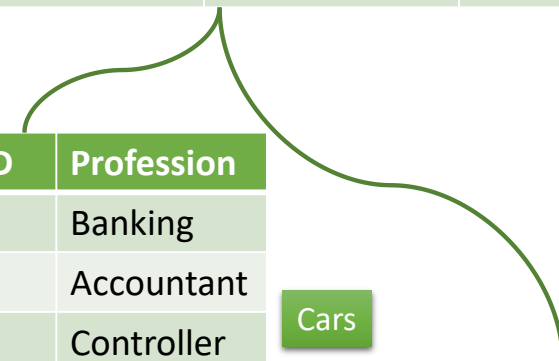 D Profession
Banking
Accountant
Controller
Cars